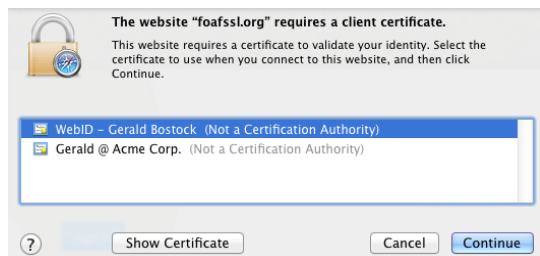 The website “foafssl.org” requires a client certificate.
This website requires a certificate to validate your identity. Select the
certificate to use when you connect to this website, and then click
Continue.
WebID – Gerald Bostock (Not a Certification Authority)
Gerald @ Acme Corp. (Not a Certification Authority)
? Show Certificate Cancel Continue